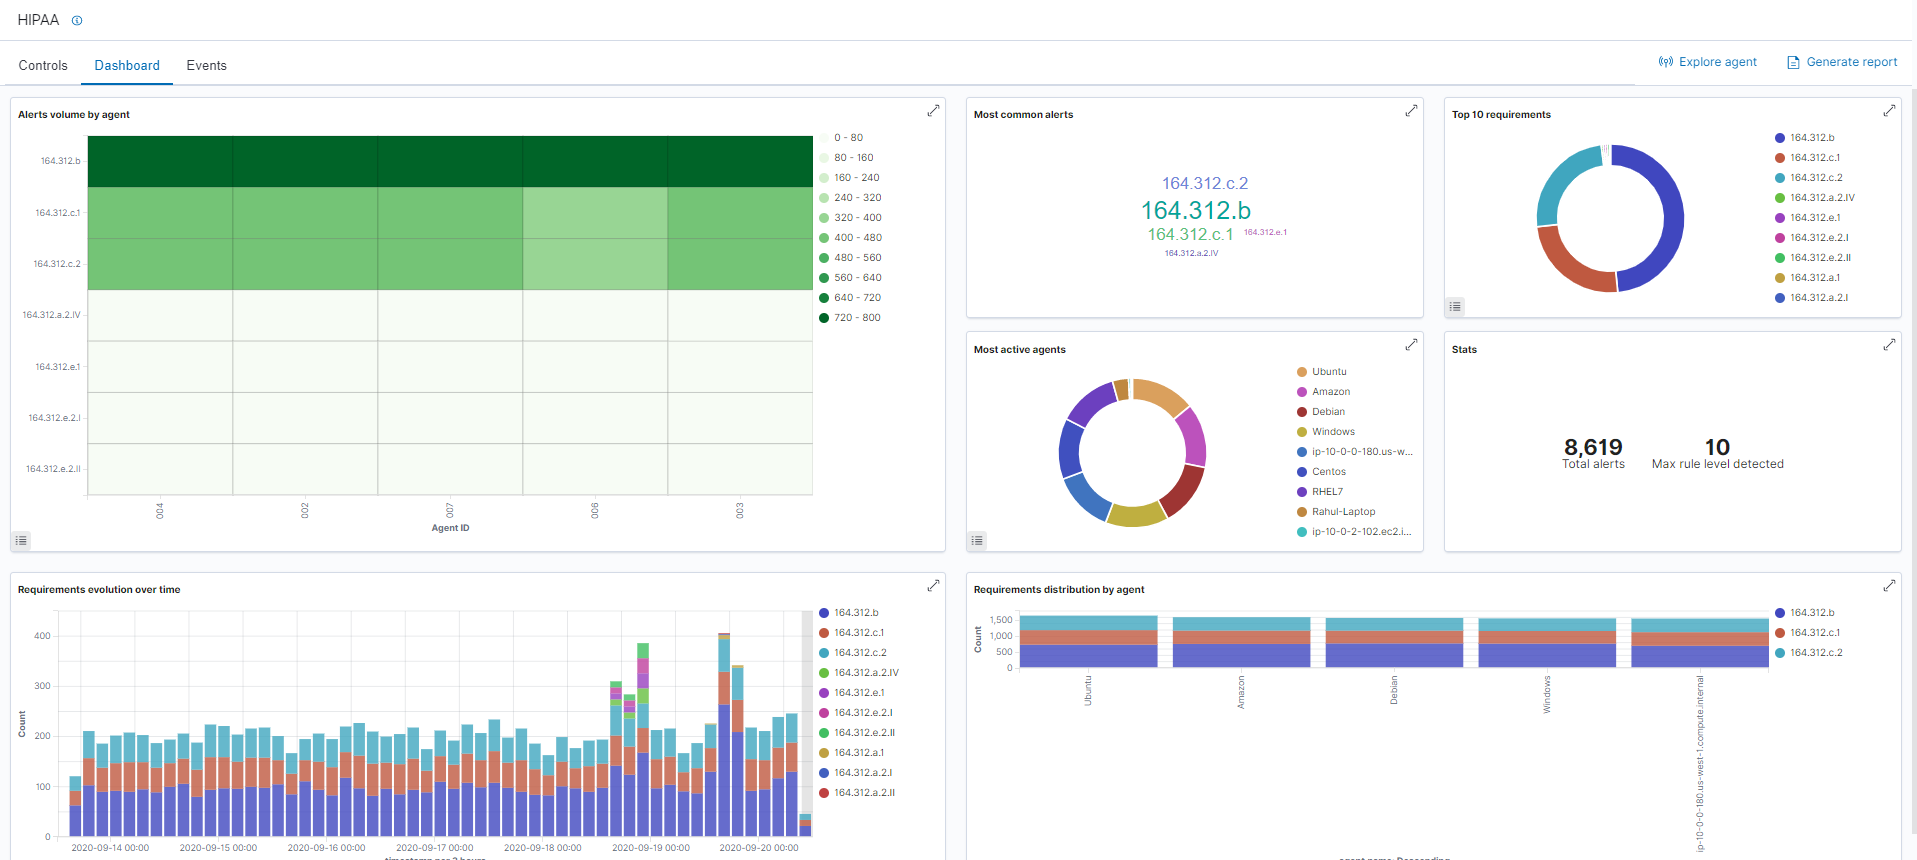 HIPAA
Controls
Dashboard
Events
Explore agent
Generate report
Alerts volume by agent
164.312.b
164.312.c.1
164.312.c.2
164.312.a.2.IV
164.312.e.1
164.312.e.2.I
164.312.e.2.II
004
002
007
006
003
Agent ID
0 - 80
80 - 160
160 - 240
240 - 320
320 - 400
400 - 480
480 - 560
560 - 640
640 - 720
720 - 800
Most common alerts
164.312.c.2
164.312.b
164.312.c.1
164.312.e.1
164.312.a.2.IV
Top 10 requirements
164.312.b
164.312.c.1
164.312.c.2
164.312.a.2.IV
164.312.e.1
164.312.e.2.I
164.312.e.2.II
164.312.a.1
164.312.a.2.I
Most active agents
Ubuntu
Amazon
Debian
Windows
ip-10-0-0-180.us-w...
Centos
RHEL7
Rahul-Laptop
ip-10-0-2-102.ec2.i...
Stats
8,619
Total alerts
10
Max rule level detected
Requirements evolution over time
Count
400
300
200
100
0
2020-09-14 00:00
2020-09-15 00:00
2020-09-16 00:00
2020-09-17 00:00
2020-09-18 00:00
2020-09-19 00:00
2020-09-20 00:00
timestamp per 3 hours
164.312.b
164.312.c.1
164.312.c.2
164.312.a.2.IV
164.312.e.1
164.312.e.2.I
164.312.e.2.II
164.312.a.1
164.312.a.2.I
164.312.a.2.II
Requirements distribution by agent
Count
1,500
1,000
500
0
Ubuntu
Amazon
Debian
Windows
ip-10-0-0-180.us-west-1.compute.internal
agent.name: Descending
164.312.b
164.312.c.1
164.312.c.2